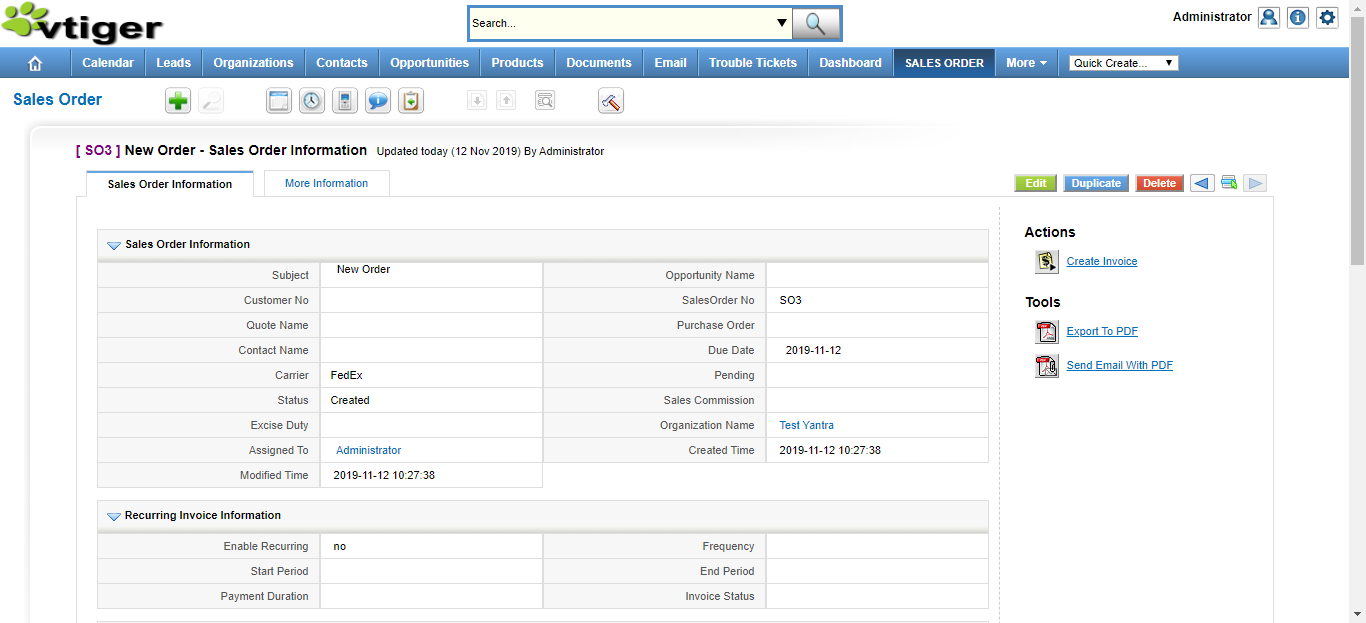 vtiger
Search...
Administrator
Calendar Leads Organizations Contacts Opportunities Products Documents Email Trouble Tickets Dashboard SALES ORDER More Quick Create...
Sales Order
[ SO3 ] New Order - Sales Order Information Updated today (12 Nov 2019) By Administrator
Sales Order Information More Information Edit Duplicate Delete
Sales Order Information
Subject New Order Opportunity Name
Customer No SalesOrder No SO3
Quote Name Purchase Order
Contact Name Due Date 2019-11-12
Carrier FedEx Pending
Status Created Sales Commission
Excise Duty Organization Name Test Yantra
Assigned To Administrator Created Time 2019-11-12 10:27:38
Modified Time 2019-11-12 10:27:38
Recurring Invoice Information
Enable Recurring no Frequency
Start Period End Period
Payment Duration Invoice Status
Actions
Create Invoice
Tools
Export To PDF
Send Email With PDF